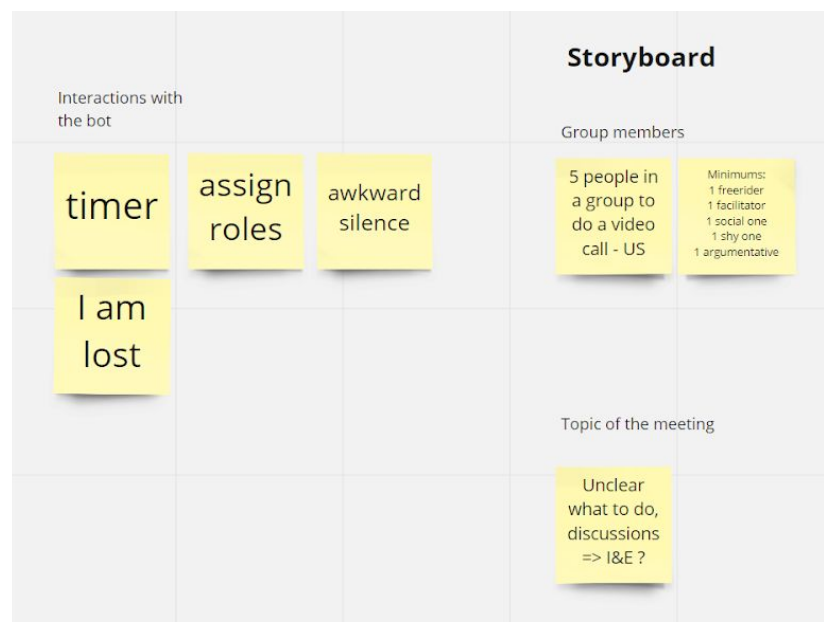 Storyboard
Interactions with
the bot
timer
assign
roles
awkward
silence
I am
lost
Group members
5 people in
a group to
do a video
call - US
Minimums:
1 freerider
1 facilitator
1 social one
1 shy one
1 argumentative
Topic of the meeting
Unclear
what to do,
discussions
=> I&E ?